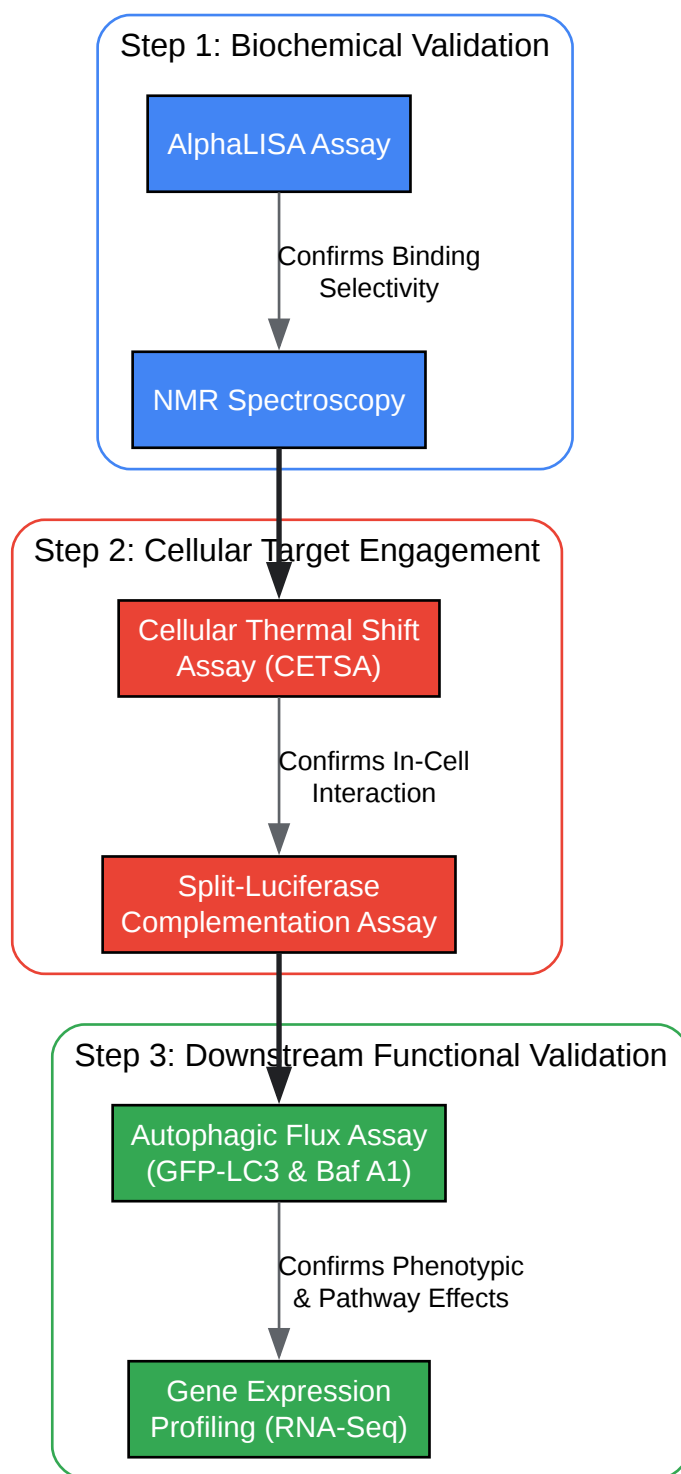 Step 1: Biochemical Validation
AlphaLISA Assay
Confirms Binding
Selectivity
NMR Spectroscopy
Step 2: Cellular Target Engagement
Cellular Thermal Shift
Assay (CETSA)
Confirms In-Cell
Interaction
Split-Luciferase
Complementation Assay
Step 3: Downstream Functional Validation
Autophagic Flux Assay
(GFP-LC3 & Baf A1)
Confirms Phenotypic
& Pathway Effects
Gene Expression
Profiling (RNA-Seq)